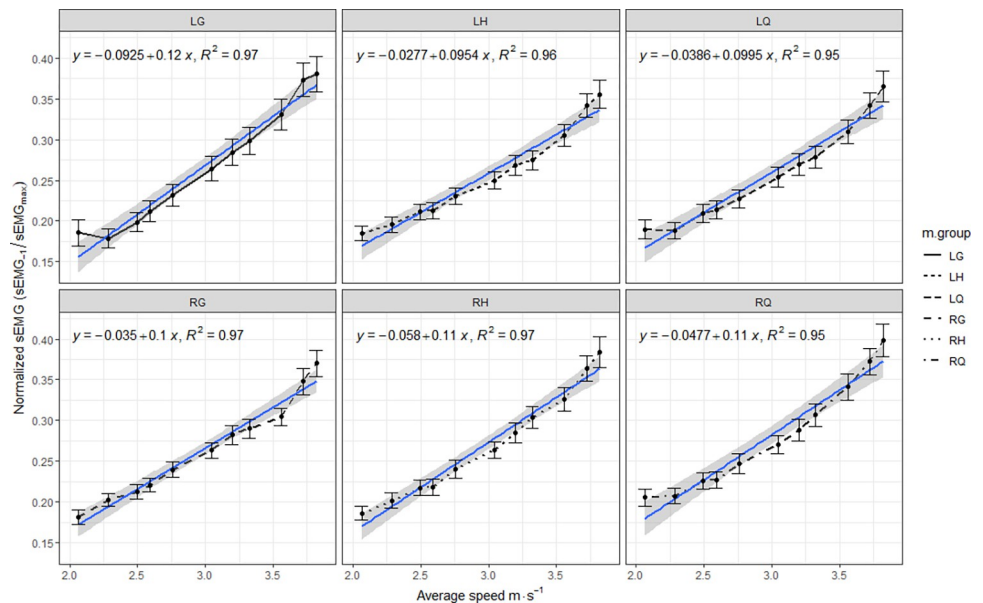 LG LH LQ
y = −0.0925 + 0.12 x, R² = 0.97 y = −0.0277 + 0.0954 x, R² = 0.96 y = −0.0386 + 0.0995 x, R² = 0.95
0.40
0.35
0.30
0.25
0.20
0.15
RG RH RQ
y = −0.035 + 0.1 x, R² = 0.97 y = −0.058 + 0.11 x, R² = 0.97 y = −0.0477 + 0.11 x, R² = 0.95
0.40
0.35
0.30
0.25
0.20
0.15
2.0 2.5 3.0 3.5 2.0 2.5 3.0 3.5 2.0 2.5 3.0 3.5
Average speed m·s⁻¹
Normalized sEMG (sEMG₋₁/sEMGmax)
m.group
LG
LH
LQ
RG
RH
RQ